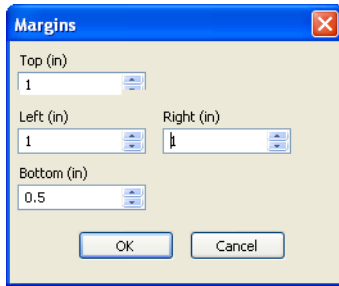 Margins
Top (in)
1
Left (in) Right (in)
1 1
Bottom (in)
0.5
OK Cancel